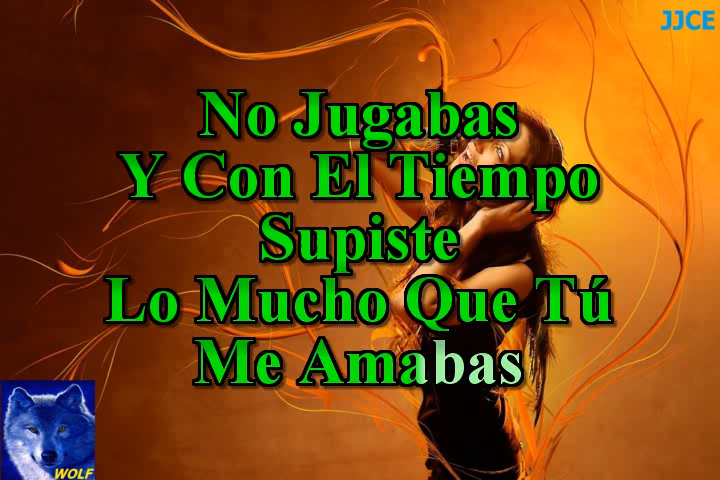 JJCE
No Jugabas
Y Con El Tiempo
Supiste
Lo Mucho Que Tú
Me Amabas
WOLF